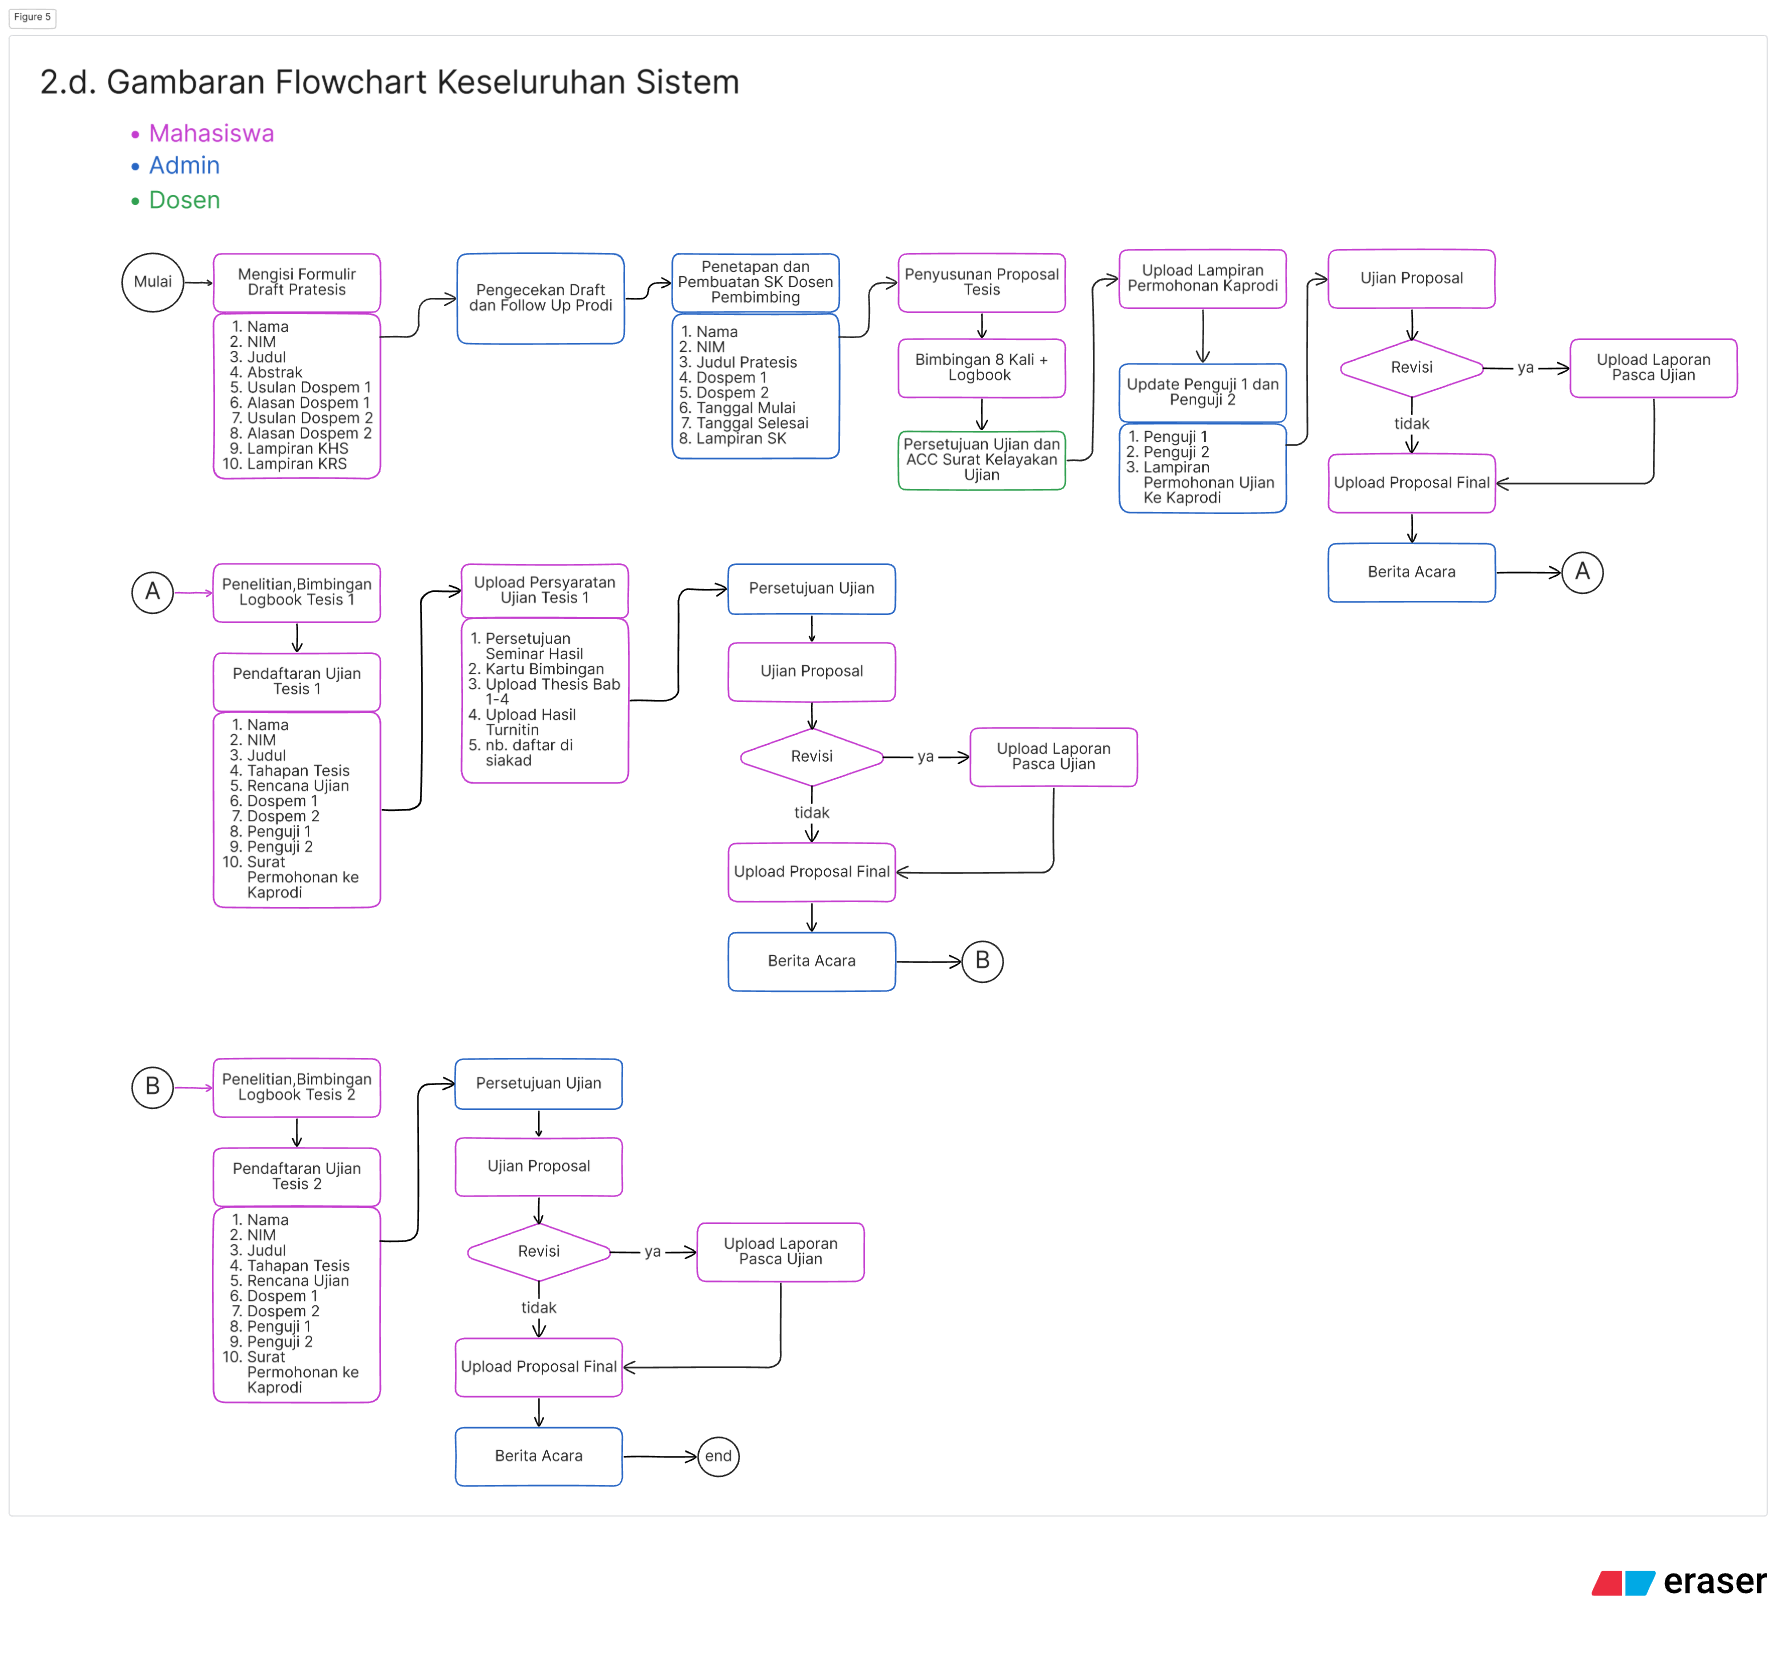 Figure 5
2.d. Gambaran Flowchart Keseluruhan Sistem
• Mahasiswa
• Admin
• Dosen
Mulai
Mengisi Formulir
Draft Pratesis
1. Nama
2. NIM
3. Judul
4. Abstrak
5. Usulan Dospem 1
6. Alasan Dospem 1
7. Usulan Dospem 2
8. Alasan Dospem 2
9. Lampiran KHS
10. Lampiran KRS
Pengecekan Draft
dan Follow Up Prodi
Penetapan dan
Pembuatan SK Dosen
Pembimbing
1. Nama
2. NIM
3. Judul Pratesis
4. Dospem 1
5. Dospem 2
6. Tanggal Mulai
7. Tanggal Selesai
8. Lampiran SK
Penyusunan Proposal
Tesis
Bimbingan 8 Kali +
Logbook
Persetujuan Ujian dan
ACC Surat Kelayakan
Ujian
Upload Lampiran
Permohonan Kaprodi
Update Penguji 1 dan
Penguji 2
1. Penguji 1
2. Penguji 2
3. Lampiran
Permohonan Ujian
Ke Kaprodi
Ujian Proposal
Revisi
ya
Upload Laporan
Pasca Ujian
tidak
Upload Proposal Final
Berita Acara
A
A
Penelitian,Bimbingan
Logbook Tesis 1
Pendaftaran Ujian
Tesis 1
1. Nama
2. NIM
3. Judul
4. Tahapan Tesis
5. Rencana Ujian
6. Dospem 1
7. Dospem 2
8. Penguji 1
9. Penguji 2
10. Surat
Permohonan ke
Kaprodi
Upload Persyaratan
Ujian Tesis 1
1. Persetujuan
Seminar Hasil
2. Kartu Bimbingan
3. Upload Thesis Bab
1-4
4. Upload Hasil
Turnitin
5. nb. daftar di
siakad
Persetujuan Ujian
Ujian Proposal
Revisi
ya
Upload Laporan
Pasca Ujian
tidak
Upload Proposal Final
Berita Acara
B
B
Penelitian,Bimbingan
Logbook Tesis 2
Pendaftaran Ujian
Tesis 2
1. Nama
2. NIM
3. Judul
4. Tahapan Tesis
5. Rencana Ujian
6. Dospem 1
7. Dospem 2
8. Penguji 1
9. Penguji 2
10. Surat
Permohonan ke
Kaprodi
Persetujuan Ujian
Ujian Proposal
Revisi
ya
Upload Laporan
Pasca Ujian
tidak
Upload Proposal Final
Berita Acara
end
eraser